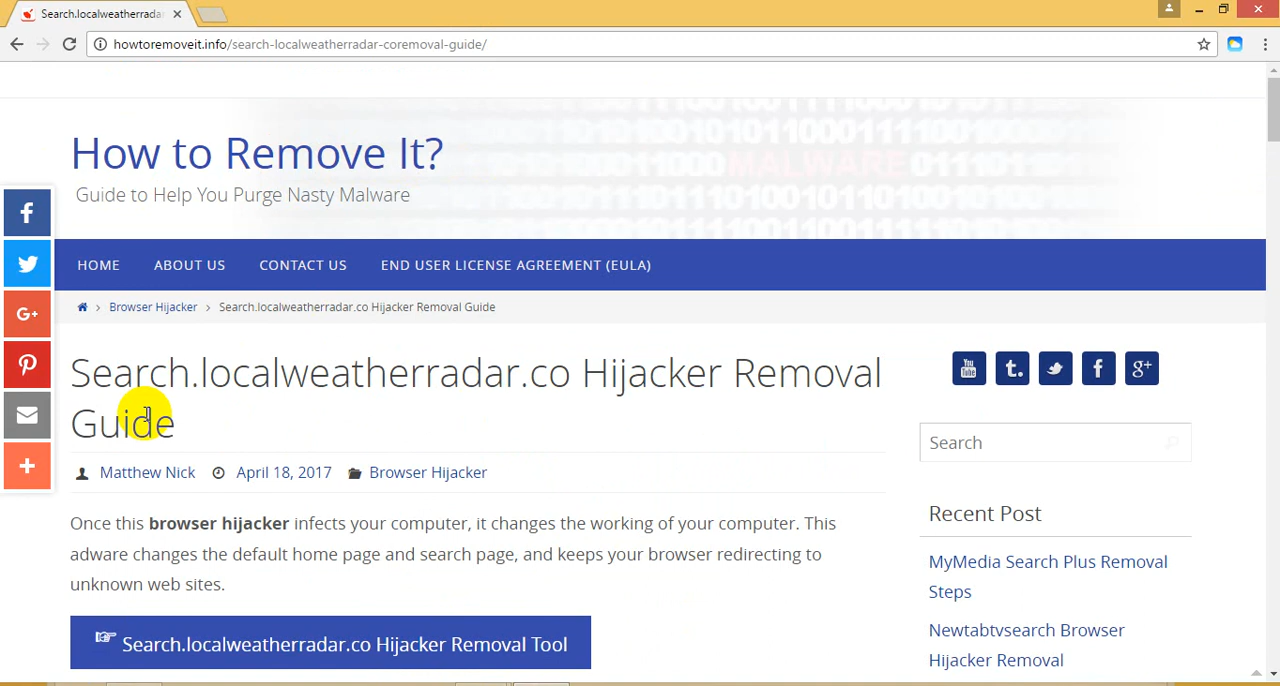 Search.localweatherradar
howtoremoveit.info/search-localweatherradar-coremoval-guide/
How to Remove It?
Guide to Help You Purge Nasty Malware
MALWARE
HOME ABOUT US CONTACT US END USER LICENSE AGREEMENT (EULA)
Browser Hijacker > Search.localweatherradar.co Hijacker Removal Guide
Search.localweatherradar.co Hijacker Removal
Guide
Matthew Nick April 18, 2017 Browser Hijacker
Once this browser hijacker infects your computer, it changes the working of your computer. This
adware changes the default home page and search page, and keeps your browser redirecting to
unknown web sites.
Search.localweatherradar.co Hijacker Removal Tool
You Tube t. f g+
Search
Recent Post
MyMedia Search Plus Removal
Steps
Newtabtvsearch Browser
Hijacker Removal
f
G+